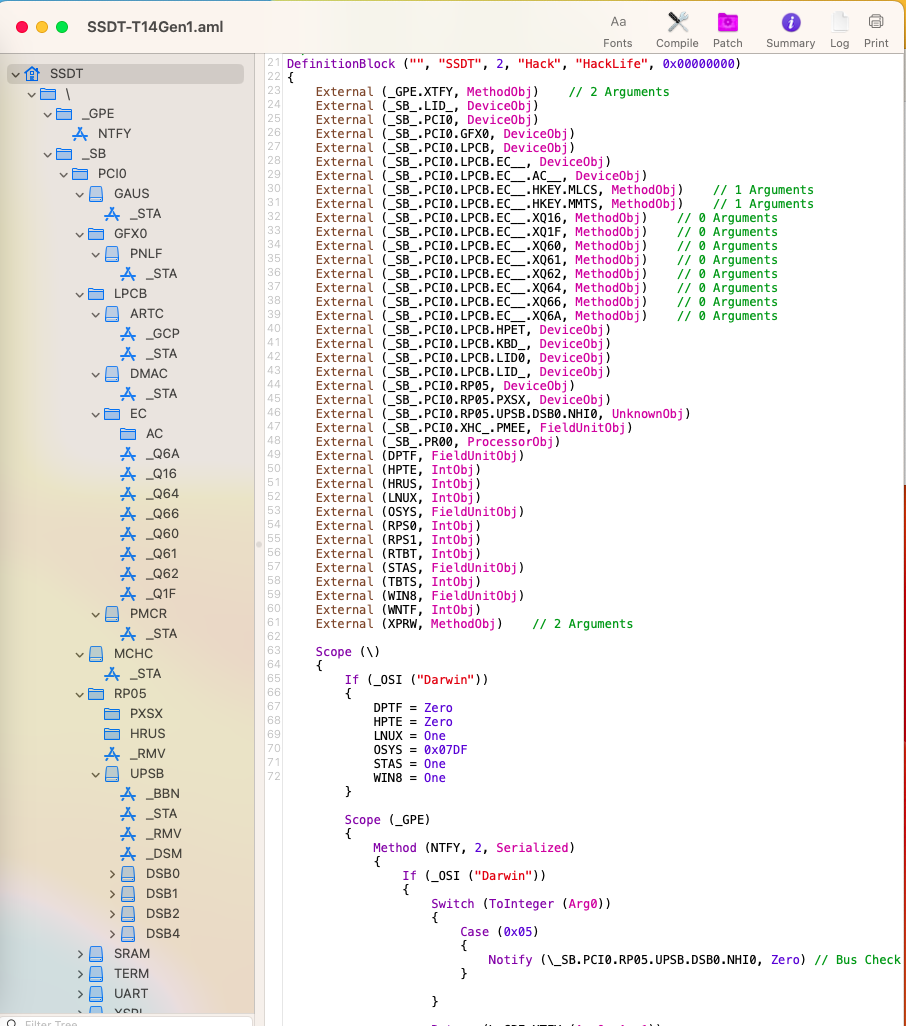 SSDT-T14Gen1.aml
Aa
Fonts
Compile
Patch
Summary
Log
Print
SSDT
\
_GPE
NTFY
_SB
PCI0
GAUS
_STA
GFX0
PNLF
_STA
LPCB
ARTC
_GCP
_STA
DMAC
_STA
EC
AC
_Q6A
_Q16
_Q64
_Q66
_Q60
_Q61
_Q62
_Q1F
PMCR
_STA
MCHC
_STA
RP05
PXSX
HRUS
_RMV
UPSB
_BBN
_STA
_RMV
_DSM
DSB0
DSB1
DSB2
DSB4
SRAM
TERM
UART
XSPI
Filter Tree
21 DefinitionBlock ("", "SSDT", 2, "Hack", "HackLife", 0x00000000)
22 {
23 External (_GPE.XTFY, MethodObj) // 2 Arguments
24 External (_SB_.LID_, DeviceObj)
25 External (_SB_.PCI0, DeviceObj)
26 External (_SB_.PCI0.GFX0, DeviceObj)
27 External (_SB_.PCI0.LPCB, DeviceObj)
28 External (_SB_.PCI0.LPCB.EC__, DeviceObj)
29 External (_SB_.PCI0.LPCB.EC__.AC__, DeviceObj)
30 External (_SB_.PCI0.LPCB.EC__.HKEY.MLCS, MethodObj) // 1 Arguments
31 External (_SB_.PCI0.LPCB.EC__.HKEY.MMTS, MethodObj) // 1 Arguments
32 External (_SB_.PCI0.LPCB.EC__.XQ16, MethodObj) // 0 Arguments
33 External (_SB_.PCI0.LPCB.EC__.XQ1F, MethodObj) // 0 Arguments
34 External (_SB_.PCI0.LPCB.EC__.XQ60, MethodObj) // 0 Arguments
35 External (_SB_.PCI0.LPCB.EC__.XQ61, MethodObj) // 0 Arguments
36 External (_SB_.PCI0.LPCB.EC__.XQ62, MethodObj) // 0 Arguments
37 External (_SB_.PCI0.LPCB.EC__.XQ64, MethodObj) // 0 Arguments
38 External (_SB_.PCI0.LPCB.EC__.XQ66, MethodObj) // 0 Arguments
39 External (_SB_.PCI0.LPCB.EC__.XQ6A, MethodObj) // 0 Arguments
40 External (_SB_.PCI0.LPCB.HPET, DeviceObj)
41 External (_SB_.PCI0.LPCB.KBD_, DeviceObj)
42 External (_SB_.PCI0.LPCB.LID0, DeviceObj)
43 External (_SB_.PCI0.LPCB.LID_, DeviceObj)
44 External (_SB_.PCI0.RP05, DeviceObj)
45 External (_SB_.PCI0.RP05.PXSX, DeviceObj)
46 External (_SB_.PCI0.RP05.UPSB.DSB0.NHI0, UnknownObj)
47 External (_SB_.PCI0.XHC_.PMEE, FieldUnitObj)
48 External (_SB_.PR00, ProcessorObj)
49 External (DPTF, FieldUnitObj)
50 External (HPTE, IntObj)
51 External (HRUS, IntObj)
52 External (LNUX, IntObj)
53 External (OSYS, FieldUnitObj)
54 External (RPS0, IntObj)
55 External (RPS1, IntObj)
56 External (RTBT, IntObj)
57 External (STAS, FieldUnitObj)
58 External (TBTS, IntObj)
59 External (WIN8, FieldUnitObj)
60 External (WNTF, IntObj)
61 External (XPRW, MethodObj) // 2 Arguments
62
63 Scope (\)
64 {
65 If (_OSI ("Darwin"))
66 {
67 DPTF = Zero
68 HPTE = Zero
69 LNUX = One
70 OSYS = 0x07DF
71 STAS = One
72 WIN8 = One
}
Scope (_GPE)
{
Method (NTFY, 2, Serialized)
{
If (_OSI ("Darwin"))
{
Switch (ToInteger (Arg0))
{
Case (0x05)
{
Notify (\_SB.PCI0.RP05.UPSB.DSB0.NHI0, Zero) // Bus Check
}
}